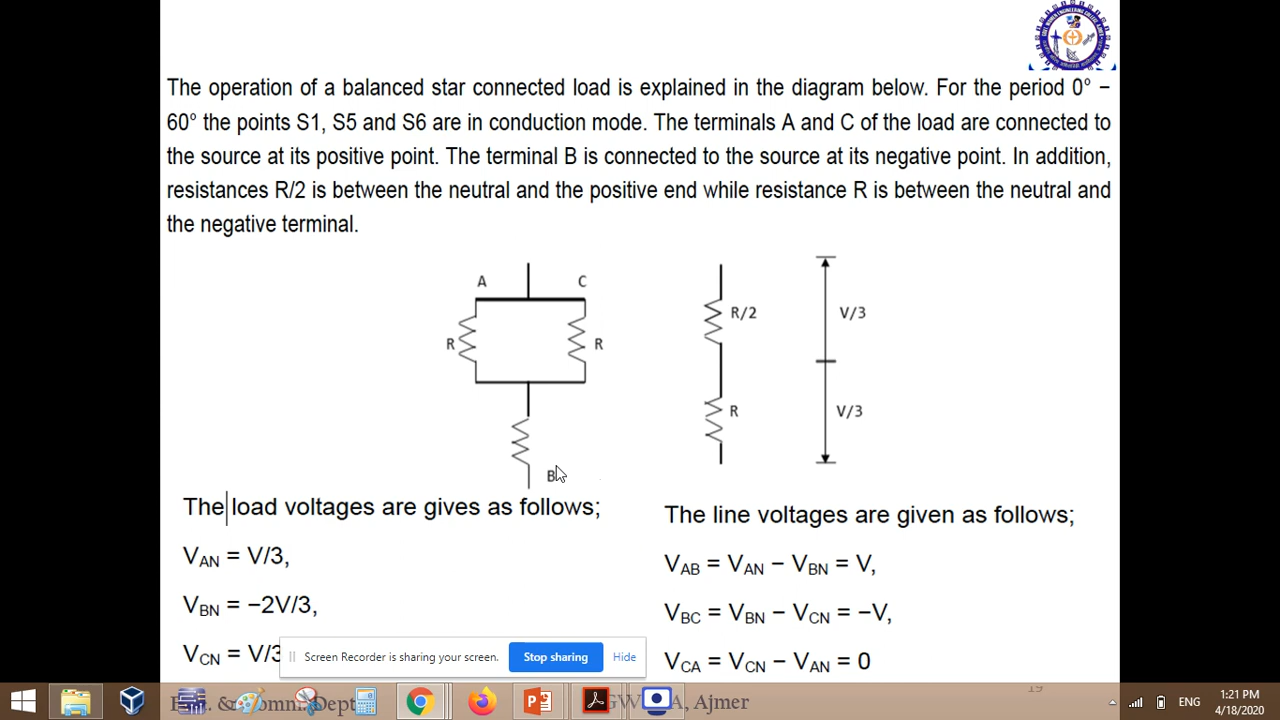 The operation of a balanced star connected load is explained in the diagram below. For the period 0° −
60° the points S1, S5 and S6 are in conduction mode. The terminals A and C of the load are connected to
the source at its positive point. The terminal B is connected to the source at its negative point. In addition,
resistances R/2 is between the neutral and the positive end while resistance R is between the neutral and
the negative terminal.
A C
R R
B
R/2
R
V/3
V/3
The load voltages are gives as follows;
VAN = V/3,
VBN = −2V/3,
VCN = V/3
The line voltages are given as follows;
VAB = VAN − VBN = V,
VBC = VBN − VCN = −V,
VCA = VCN − VAN = 0
Screen Recorder is sharing your screen. Stop sharing Hide
19
Dept
Ajmer
ENG
1:21 PM
4/18/2020